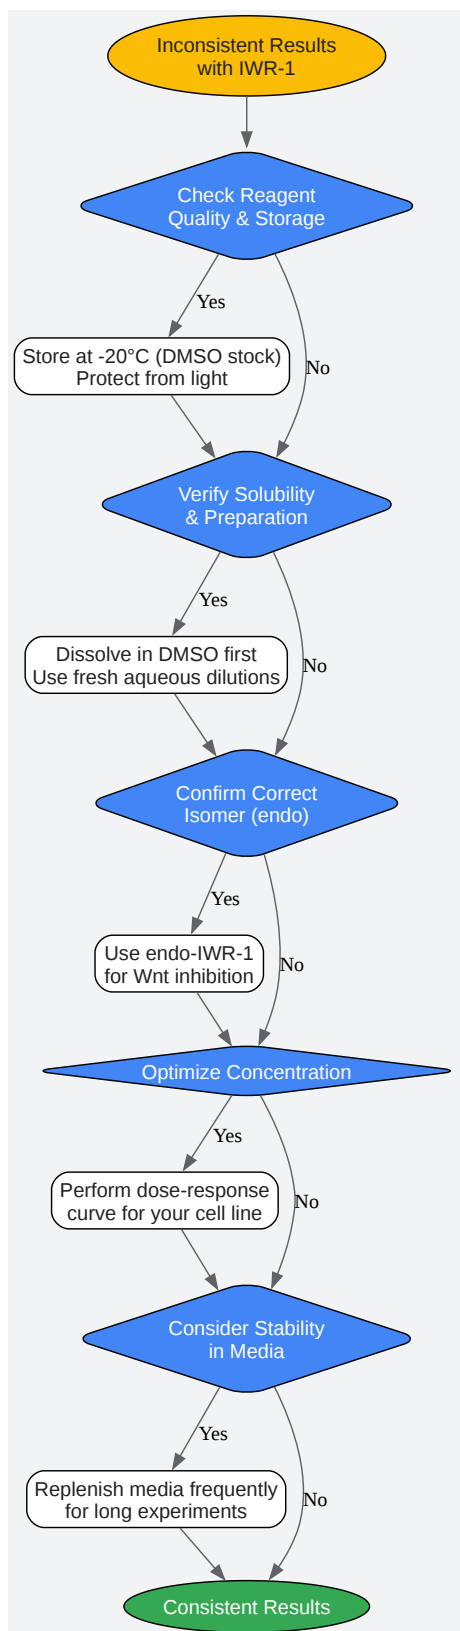 Inconsistent Results
with IWR-1
Check Reagent
Quality & Storage
Yes
Store at -20°C (DMSO stock)
Protect from light
No
Verify Solubility
& Preparation
Yes
Dissolve in DMSO first
Use fresh aqueous dilutions
No
Confirm Correct
Isomer (endo)
Yes
Use endo-IWR-1
for Wnt inhibition
No
Optimize Concentration
Yes
Perform dose-response
curve for your cell line
No
Consider Stability
in Media
Yes
Replenish media frequently
for long experiments
No
Consistent Results